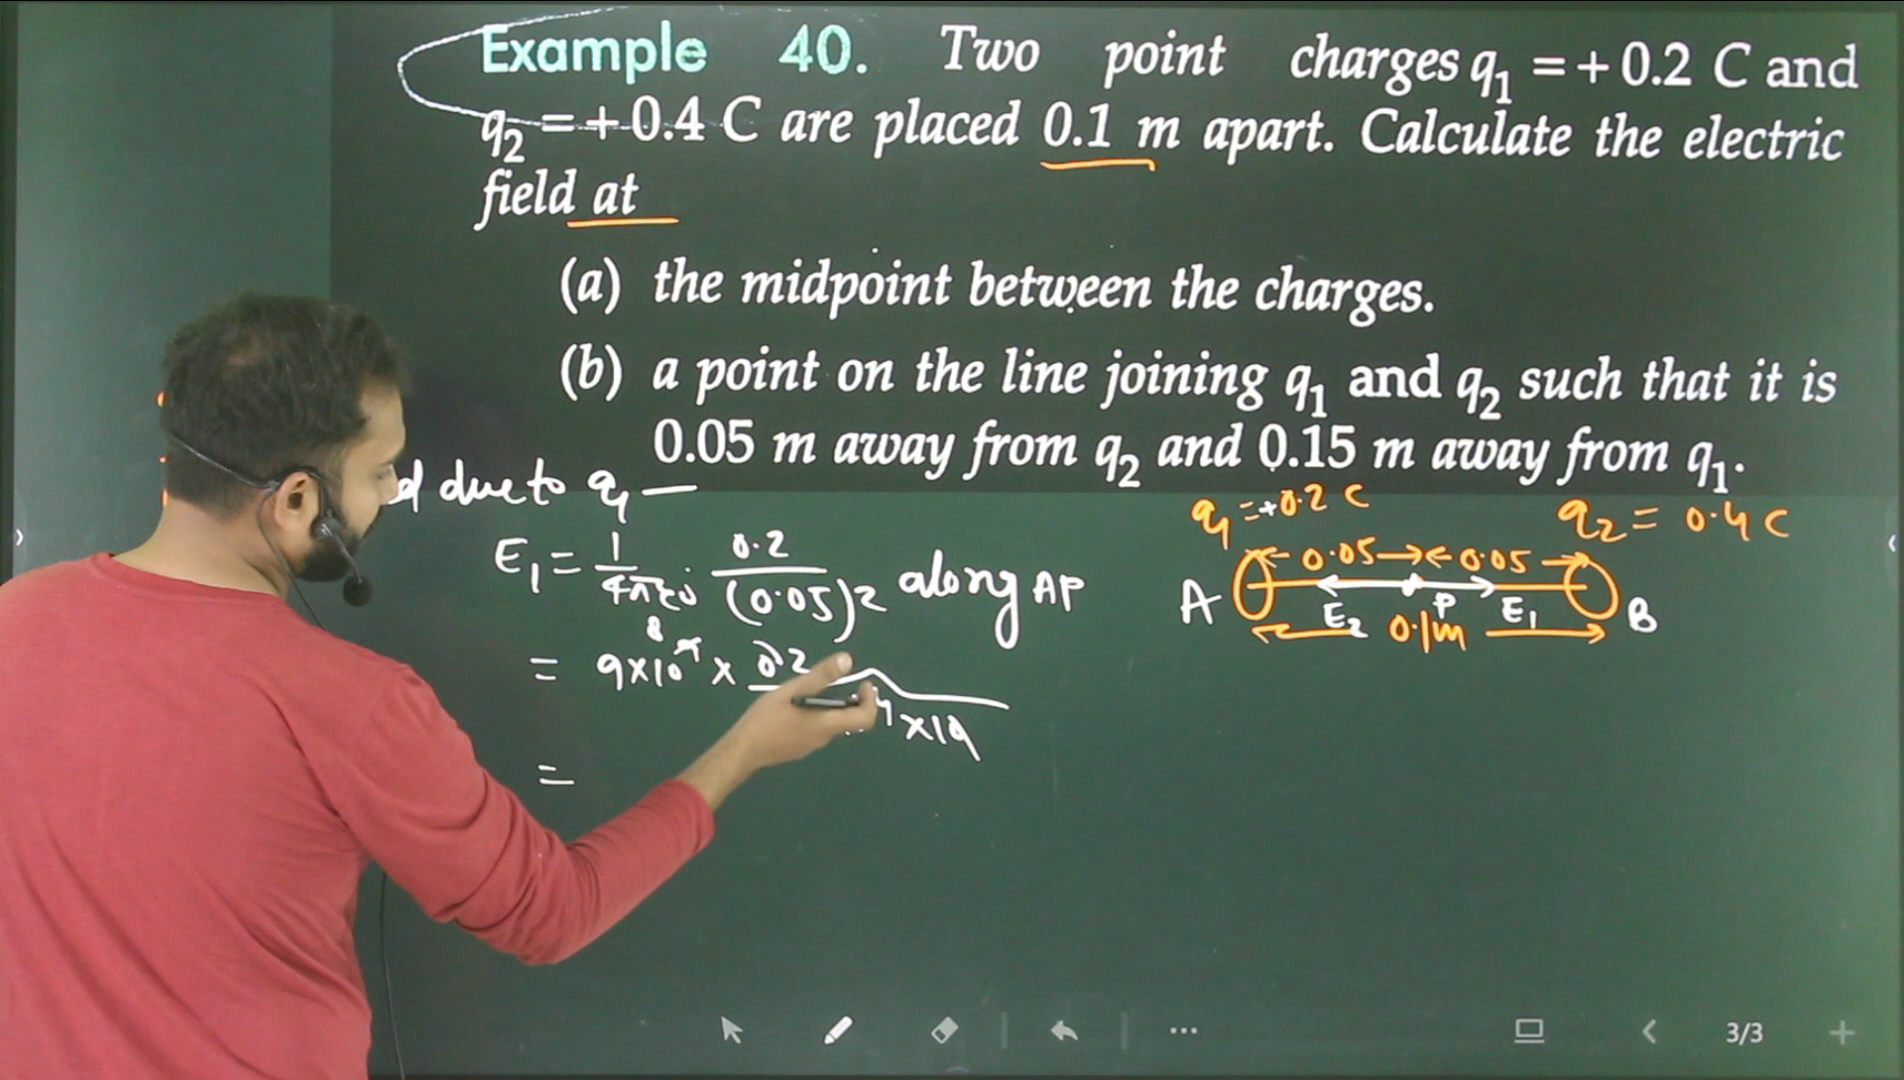 Example 40. Two point charges q₁ = + 0.2 C and
q₂ = + 0.4 C are placed 0.1 m apart. Calculate the electric
field at
(a) the midpoint between the charges.
(b) a point on the line joining q₁ and q₂ such that it is
0.05 m away from q₂ and 0.15 m away from q₁.
d due to q₁ —
E₁ = 1/4πε₀ · 0.2/(0.05)² along AP
= 9×10 × 0.2
=
q₁ = +0.2 C
q₂ = 0.4 C
0.05 0.05
A E₂ P E₁ B
0.1m
3/3